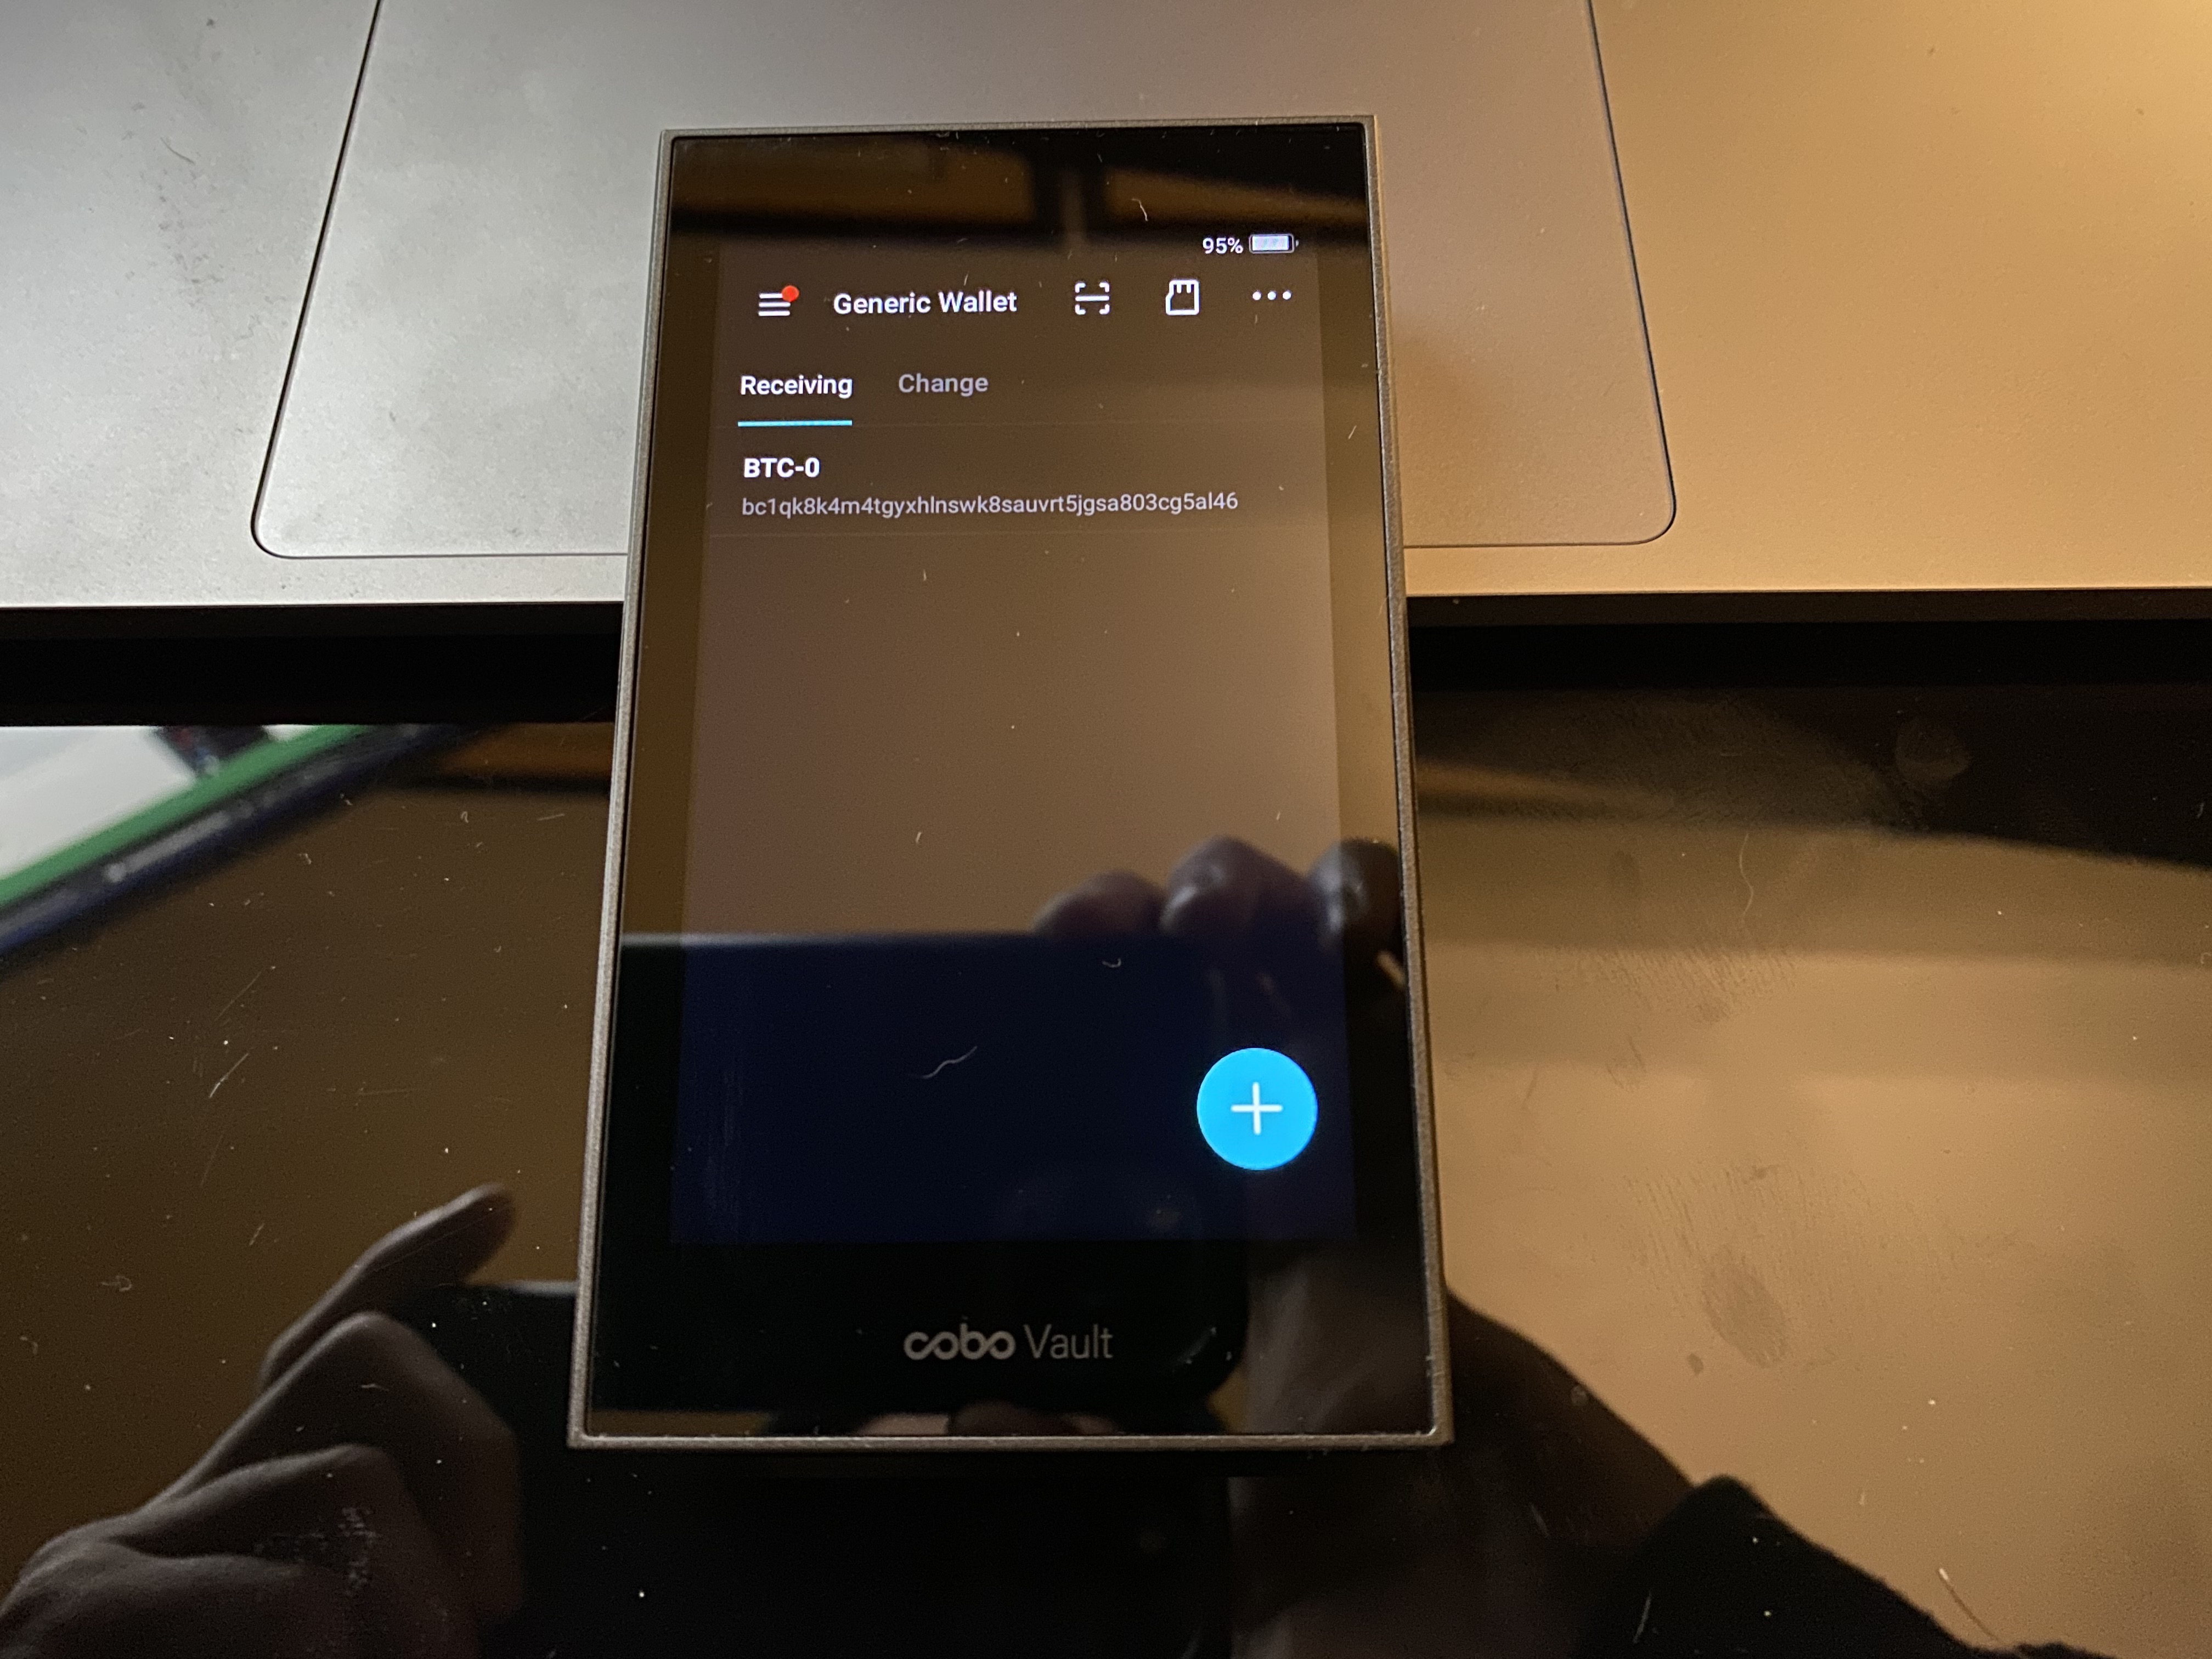 95%
Generic Wallet
Receiving Change
BTC-0
bc1qk8k4m4tgyxhlnswk8sauvrt5jgsa803cg5al46
cobo Vault